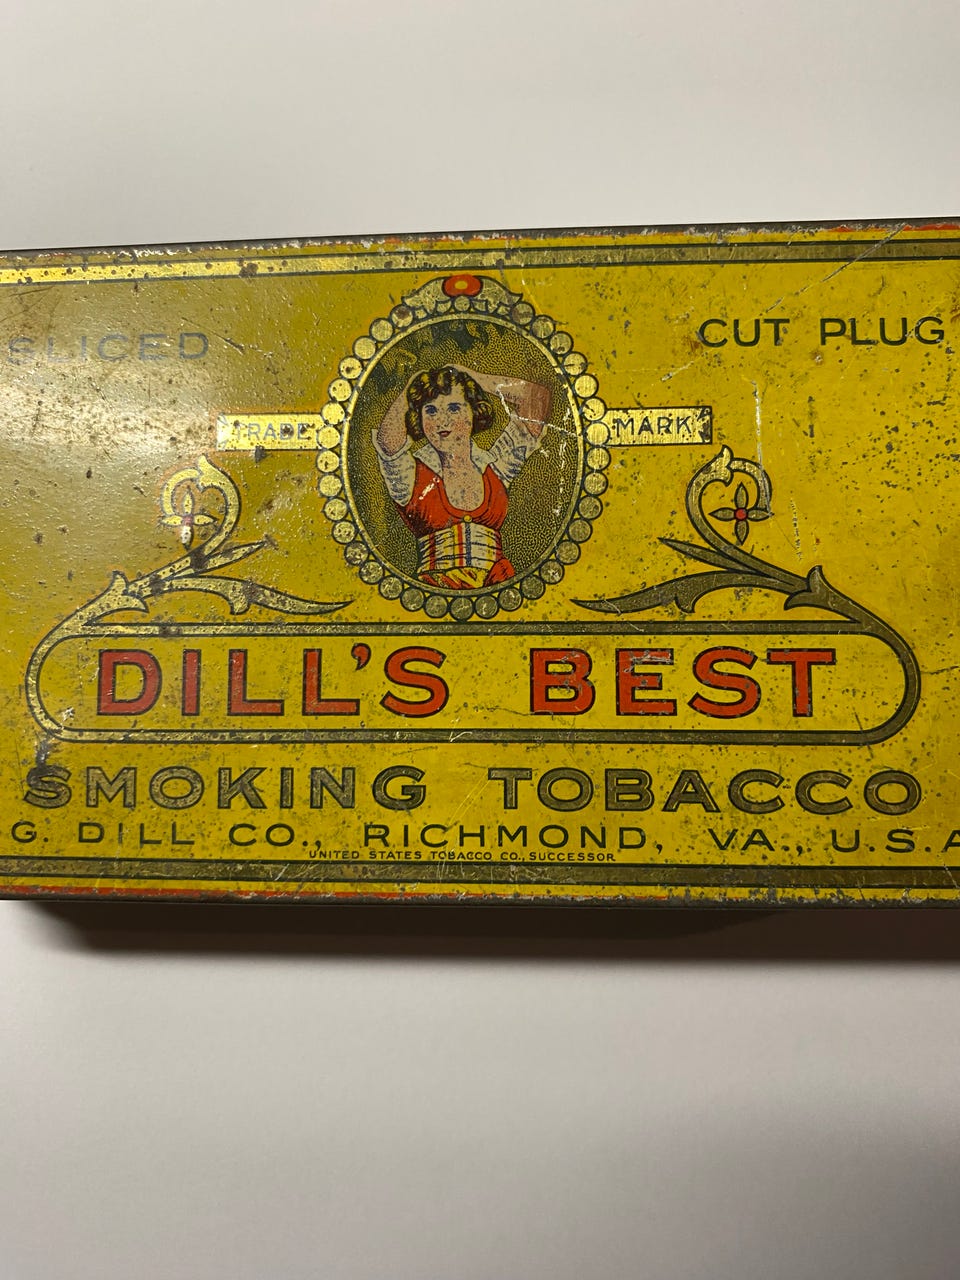 SLICED
CUT PLUG
TRADE MARK
DILL'S BEST
SMOKING TOBACCO
G. DILL CO., RICHMOND, VA., U.S.A
UNITED STATES TOBACCO CO., SUCCESSOR